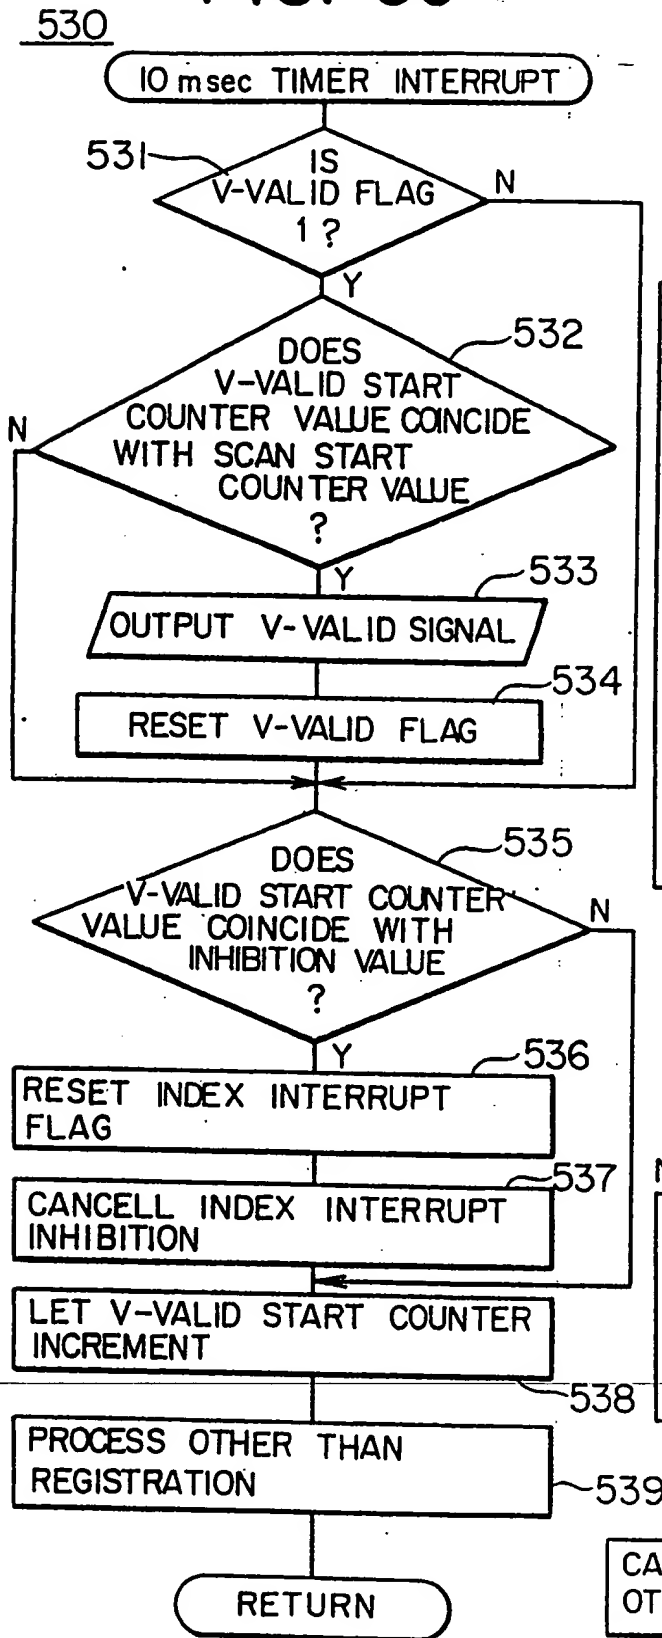 530
10 msec TIMER INTERRUPT
531
IS
V-VALID FLAG
1 ?
N
Y
532
DOES
V-VALID START
COUNTER VALUE COINCIDE
WITH SCAN START
COUNTER VALUE
?
N
Y
533
OUTPUT V-VALID SIGNAL
534
RESET V-VALID FLAG
535
DOES
V-VALID START COUNTER
VALUE COINCIDE WITH
INHIBITION VALUE
?
N
Y
536
RESET INDEX INTERRUPT
FLAG
537
CANCELL INDEX INTERRUPT
INHIBITION
LET V-VALID START COUNTER
INCREMENT
538
PROCESS OTHER THAN
REGISTRATION
539
RETURN
CA
OT